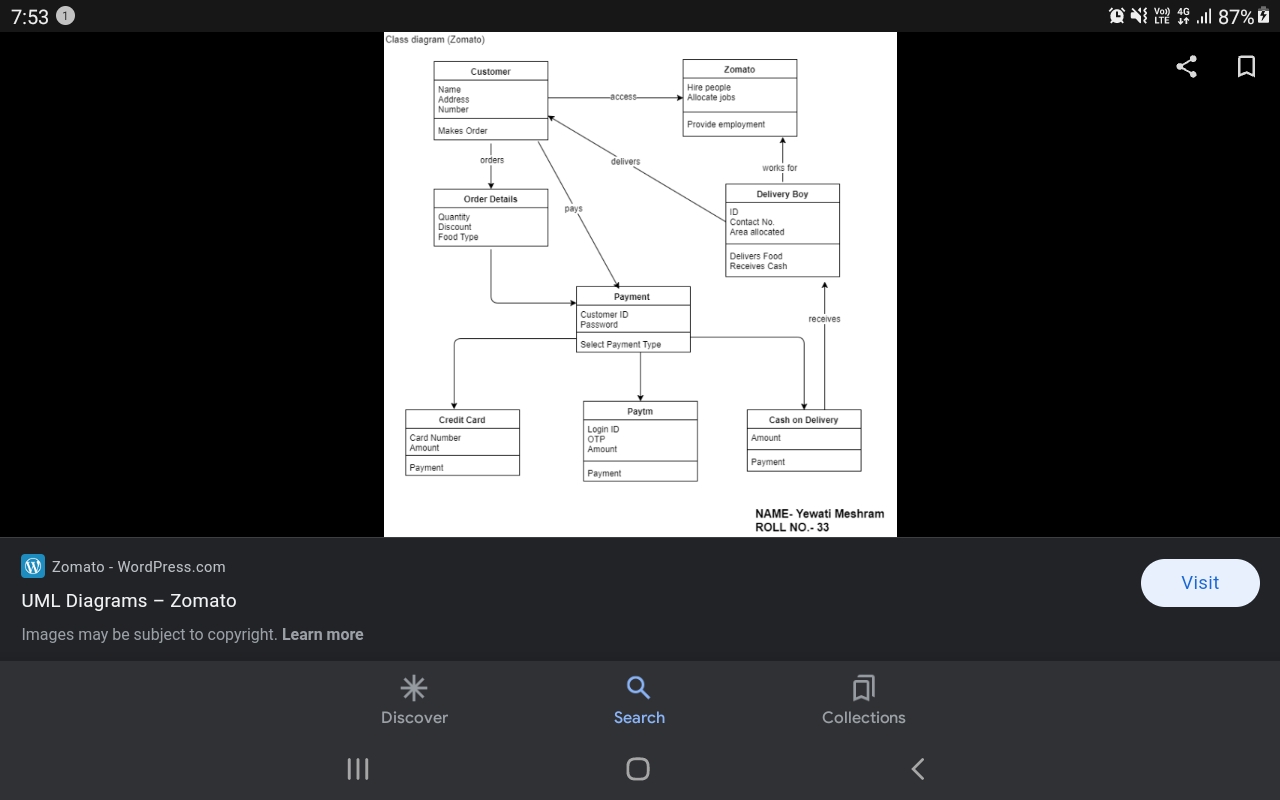 7:53 1 Vo) LTE 4G 87%
Class diagram (Zomato)
Customer
Name
Address
Number
Makes Order
access
Zomato
Hire people
Allocate jobs
Provide employment
orders
delivers
works for
Order Details
Quantity
Discount
Food Type
pays
Delivery Boy
ID
Contact No.
Area allocated
Delivers Food
Receives Cash
Payment
Customer ID
Password
Select Payment Type
receives
Credit Card
Card Number
Amount
Payment
Paytm
Login ID
OTP
Amount
Payment
Cash on Delivery
Amount
Payment
NAME- Yewati Meshram
ROLL NO.- 33
Zomato - WordPress.com
UML Diagrams – Zomato
Images may be subject to copyright. Learn more
Visit
Discover
Search
Collections